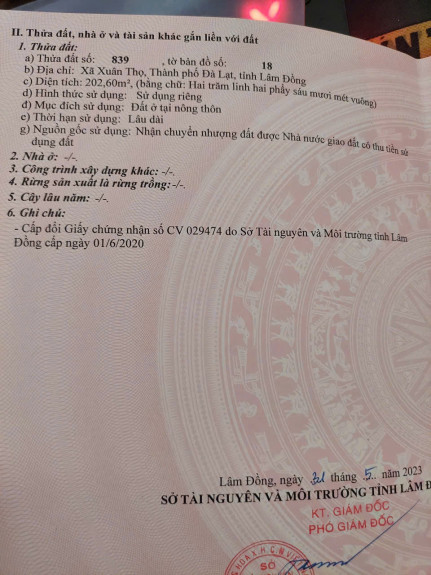 II. Thửa đất, nhà ở và tài sản khác gắn liền với đất
1. Thửa đất:
a) Thửa đất số: 839 , tờ bản đồ số: 18
b) Địa chỉ: Xã Xuân Thọ, Thành phố Đà Lạt, tỉnh Lâm Đồng
c) Diện tích: 202,60m², (bằng chữ: Hai trăm linh hai phẩy sáu mươi mét vuông)
d) Hình thức sử dụng: Sử dụng riêng
đ) Mục đích sử dụng: Đất ở tại nông thôn
e) Thời hạn sử dụng: Lâu dài
g) Nguồn gốc sử dụng: Nhận chuyển nhượng đất được Nhà nước giao đất có thu tiền sử
dụng đất
2. Nhà ở: -/-.
3. Công trình xây dựng khác: -/-.
4. Rừng sản xuất là rừng trồng: -/-.
5. Cây lâu năm: -/-.
6. Ghi chú:
- Cấp đổi Giấy chứng nhận số CV 029474 do Sở Tài nguyên và Môi trường tỉnh Lâm
Đồng cấp ngày 01/6/2020
Lâm Đồng, ngày 31 tháng 5.. năm 2023
SỞ TÀI NGUYÊN VÀ MÔI TRƯỜNG TỈNH LÂM Đ
KT. GIÁM ĐỐC
PHÓ GIÁM ĐỐC
SỞ